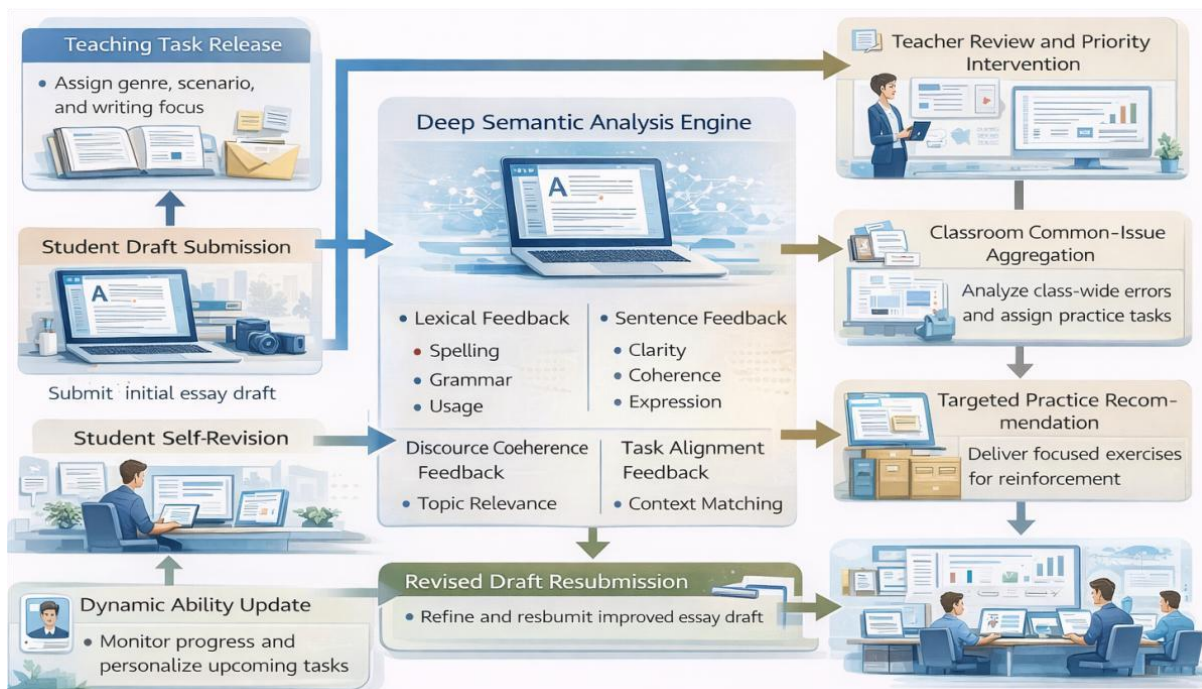 Teaching Task Release
• Assign genre, scenario,
and writing focus
Student Draft Submission
A
Submit initial essay draft
Student Self-Revision
Dynamic Ability Update
• Monitor progress and
personalize upcoming tasks
Deep Semantic Analysis Engine
A
• Lexical Feedback
• Spelling
• Grammar
• Usage
• Sentence Feedback
• Clarity
• Coherence
• Expression
Discource Coeherence
Feedback
• Topic Relevance
Task Alignment
Feedback
• Context Matching
Revised Draft Resubmission
• Refine and resbumit improved essay draft
Teacher Review and Priority
Intervention
Classroom Common-Issue
Aggregation
Analyze class-wide errors
and assign practice tasks
Targeted Practice Recom-
mendation
Deliver focused exercises
for reinforcement